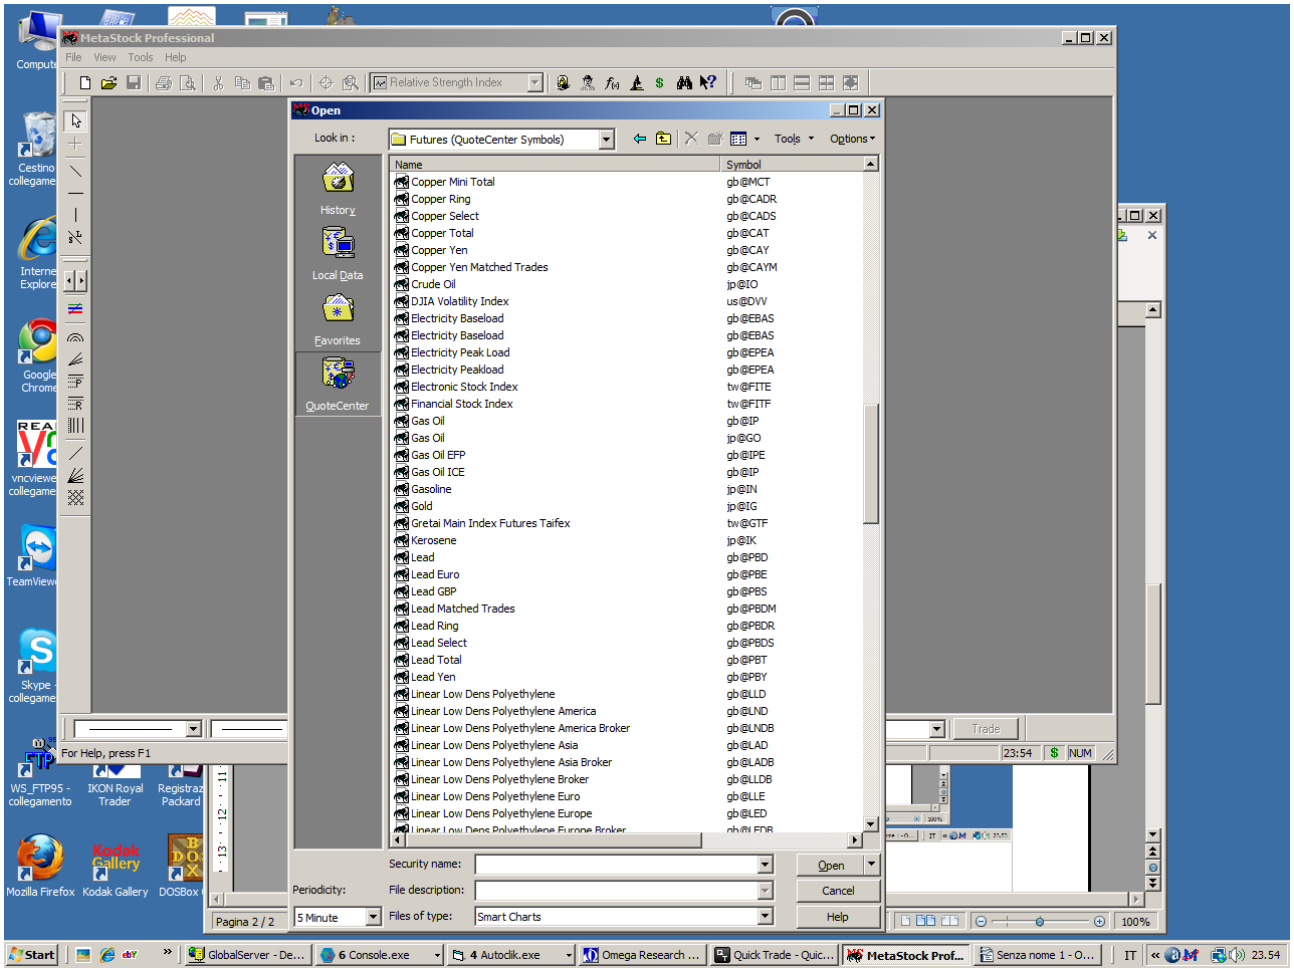 MetaStock Professional
File View Tools Help
Relative Strength Index
Open
Look in :
Futures (QuoteCenter Symbols)
Tools
Options
Name Symbol
History
Local Data
Favorites
QuoteCenter
Copper Mini Total gb@MCT
Copper Ring gb@CADR
Copper Select gb@CADS
Copper Total gb@CAT
Copper Yen gb@CAY
Copper Yen Matched Trades gb@CAYM
Crude Oil jp@IO
DJIA Volatility Index us@DVV
Electricity Baseload gb@EBAS
Electricity Baseload gb@EBAS
Electricity Peak Load gb@EPEA
Electricity Peakload gb@EPEA
Electronic Stock Index tw@FITE
Financial Stock Index tw@FITF
Gas Oil gb@IP
Gas Oil jp@GO
Gas Oil EFP gb@IPE
Gas Oil ICE gb@IP
Gasoline jp@IN
Gold jp@IG
Gretai Main Index Futures Taifex tw@GTF
Kerosene jp@IK
Lead gb@PBD
Lead Euro gb@PBE
Lead GBP gb@PBS
Lead Matched Trades gb@PBDM
Lead Ring gb@PBDR
Lead Select gb@PBDS
Lead Total gb@PBT
Lead Yen gb@PBY
Linear Low Dens Polyethylene gb@LLD
Linear Low Dens Polyethylene America gb@LND
Linear Low Dens Polyethylene America Broker gb@LNDB
Linear Low Dens Polyethylene Asia gb@LAD
Linear Low Dens Polyethylene Asia Broker gb@LADB
Linear Low Dens Polyethylene Broker gb@LLDB
Linear Low Dens Polyethylene Euro gb@LLE
Linear Low Dens Polyethylene Europe gb@LED
Linear Low Dens Polyethylene Europe Broker gb@LEDB
Security name:
Open
Periodicity:
File description:
Cancel
5 Minute
Files of type:
Smart Charts
Help
Trade
For Help, press F1
23:54 $ NUM
Compute
Cestino
collegame
Interne
Explore
Google
Chrome
REA
vncviewe
collegame
TeamViewe
Skype -
collegame
FTP
WS_FTP95 -
collegamento
IKON Royal
Trader
Registraz
Packard
Mozilla Firefox
Kodak
Gallery
Kodak Gallery
DOSBox
Pagina 2 / 2
100%
Start
GlobalServer - De...
6 Console.exe
4 Autodik.exe
Omega Research ...
Quick Trade - Quic...
MetaStock Prof...
Senza nome 1 - O...
IT
23.54